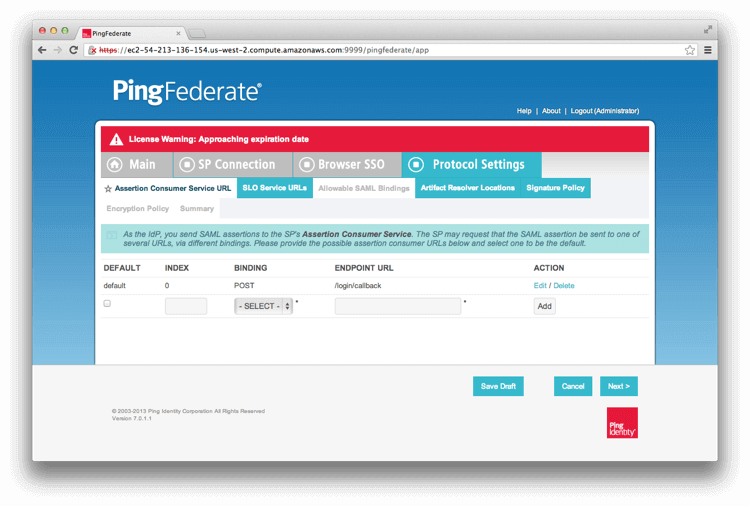 PingFederate
https://ec2-54-213-136-154.us-west-2.compute.amazonaws.com:9999/pingfederate/app
PingFederate®
Help | About | Logout (Administrator)
License Warning: Approaching expiration date
Main SP Connection Browser SSO Protocol Settings
Assertion Consumer Service URL SLO Service URLs Allowable SAML Bindings Artifact Resolver Locations Signature Policy
Encryption Policy Summary
As the IdP, you send SAML assertions to the SP's Assertion Consumer Service. The SP may request that the SAML assertion be sent to one of
several URLs, via different bindings. Please provide the possible assertion consumer URLs below and select one to be the default.
DEFAULT INDEX BINDING ENDPOINT URL ACTION
default 0 POST /login/callback Edit / Delete
- SELECT - * * Add
Save Draft Cancel Next >
© 2003-2013 Ping Identity Corporation All Rights Reserved
Version 7.0.1.1
Ping
Identity®